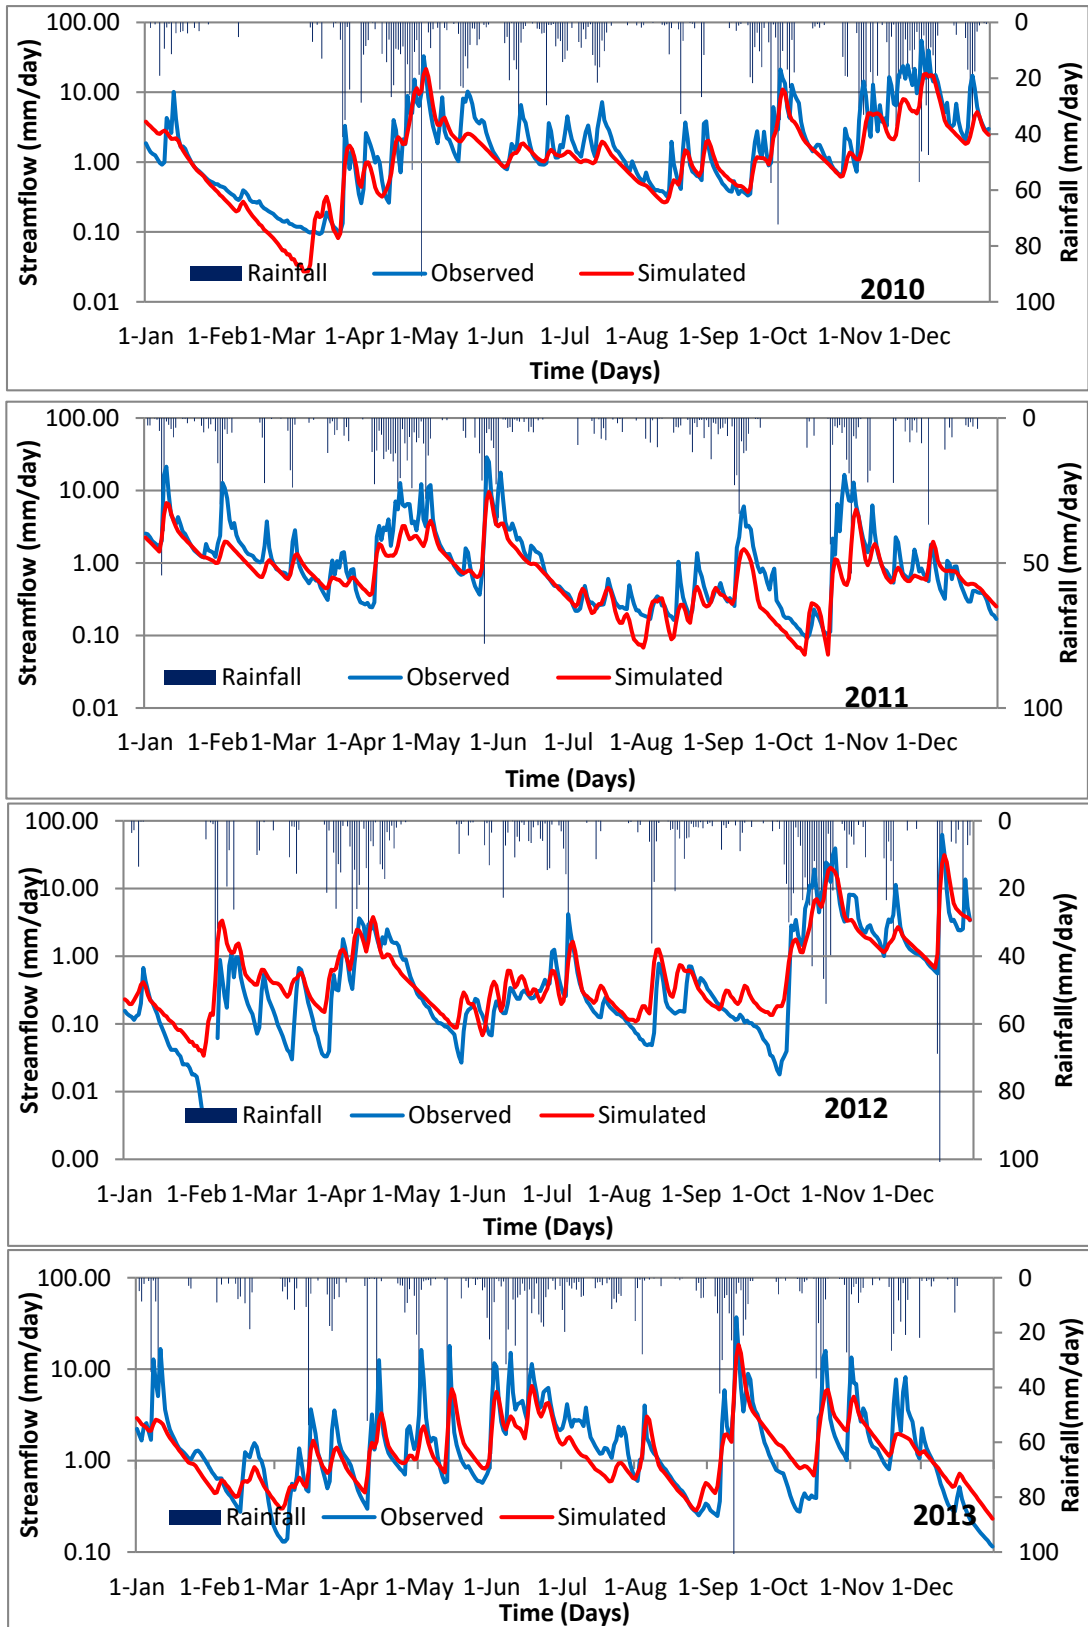 100.00 0
10.00 20
1.00 40
0.10 60
0.01 80
100
Streamflow (mm/day)
Rainfall (mm/day)
Rainfall Observed Simulated
2010
1-Jan 1-Feb 1-Mar 1-Apr 1-May 1-Jun 1-Jul 1-Aug 1-Sep 1-Oct 1-Nov 1-Dec
Time (Days)
100.00 0
10.00
1.00 50
0.10
0.01 100
Streamflow (mm/day)
Rainfall (mm/day)
Rainfall Observed Simulated
2011
1-Jan 1-Feb 1-Mar 1-Apr 1-May 1-Jun 1-Jul 1-Aug 1-Sep 1-Oct 1-Nov 1-Dec
Time (Days)
100.00 0
10.00 20
1.00 40
0.10 60
0.01 80
0.00 100
Streamflow (mm/day)
Rainfall(mm/day)
Rainfall Observed Simulated
2012
1-Jan 1-Feb 1-Mar 1-Apr 1-May 1-Jun 1-Jul 1-Aug 1-Sep 1-Oct 1-Nov 1-Dec
Time (Days)
100.00 0
10.00 20
1.00 40
0.10 60
80
100
Streamflow (mm/day)
Rainfall(mm/day)
Rainfall Observed Simulated
2013
1-Jan 1-Feb 1-Mar 1-Apr 1-May 1-Jun 1-Jul 1-Aug 1-Sep 1-Oct 1-Nov 1-Dec
Time (Days)